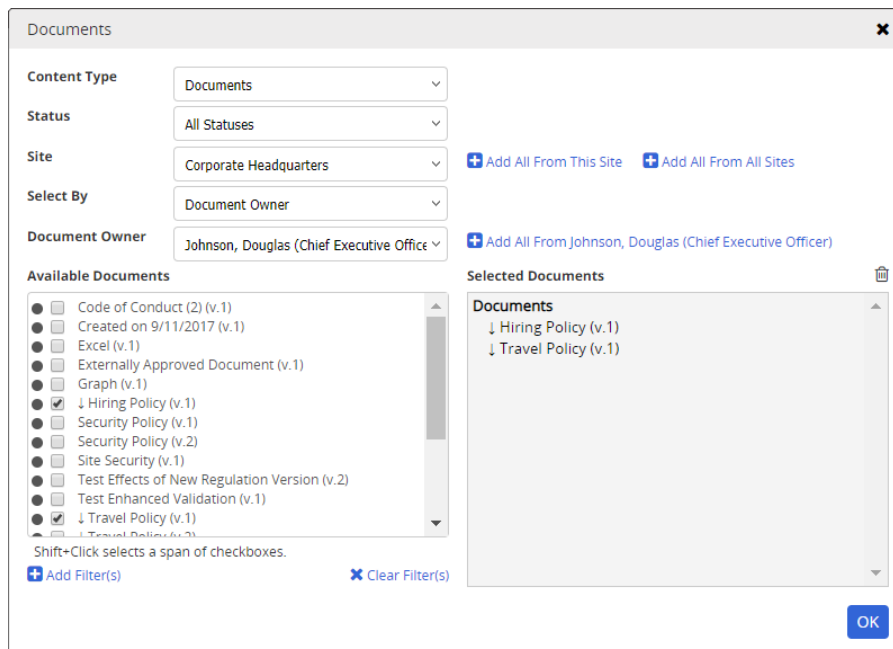 Documents
Content Type
Documents
Status
All Statuses
Site
Corporate Headquarters
Add All From This Site
Add All From All Sites
Select By
Document Owner
Document Owner
Johnson, Douglas (Chief Executive Office
Add All From Johnson, Douglas (Chief Executive Officer)
Available Documents
Code of Conduct (2) (v.1)
Created on 9/11/2017 (v.1)
Excel (v.1)
Externally Approved Document (v.1)
Graph (v.1)
↓ Hiring Policy (v.1)
Security Policy (v.1)
Security Policy (v.2)
Site Security (v.1)
Test Effects of New Regulation Version (v.2)
Test Enhanced Validation (v.1)
↓ Travel Policy (v.1)
↓ Travel Policy (v.2)
Shift+Click selects a span of checkboxes.
Add Filter(s)
Clear Filter(s)
Selected Documents
Documents
↓ Hiring Policy (v.1)
↓ Travel Policy (v.1)
OK